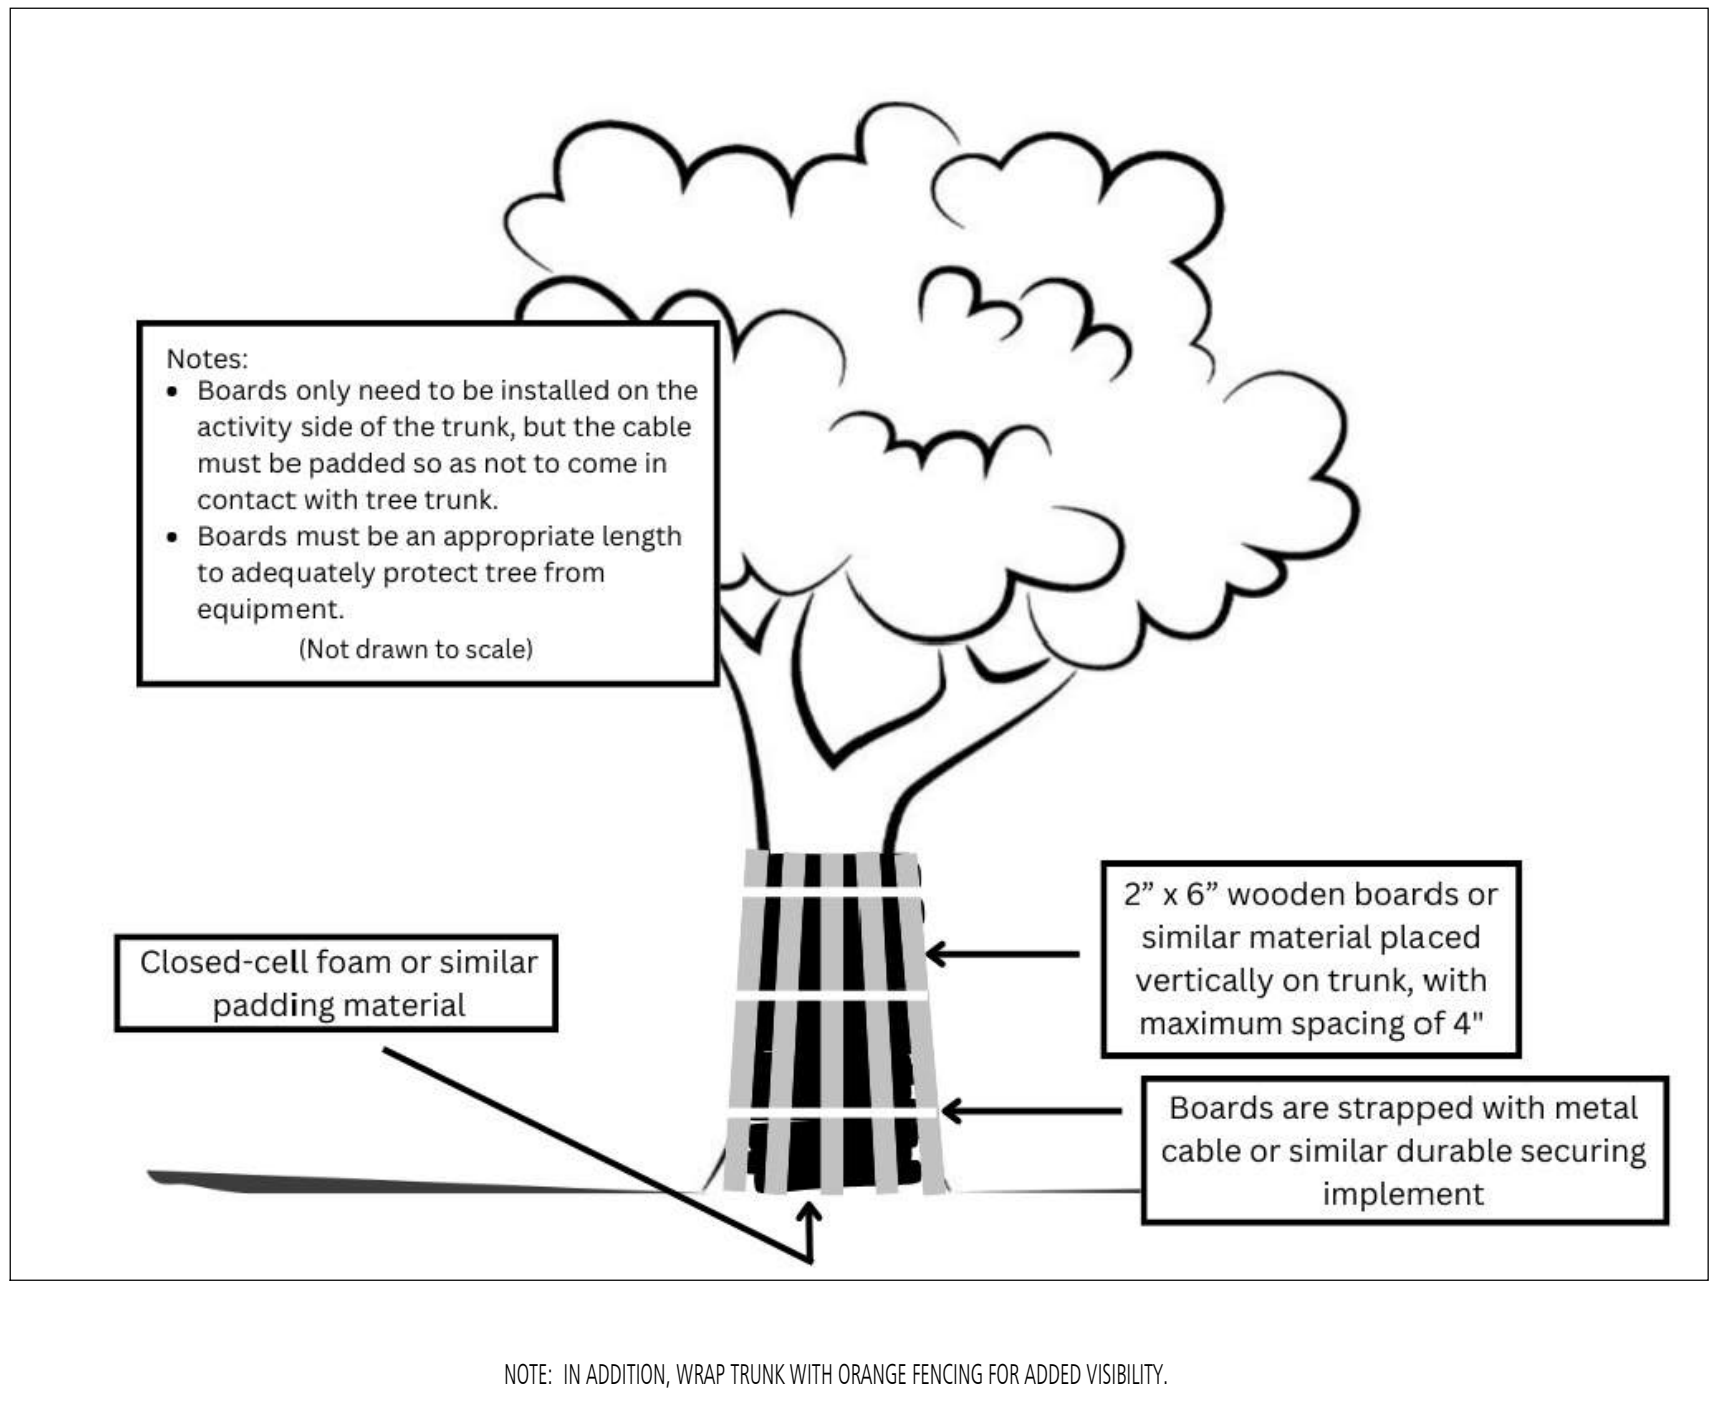 Notes:
• Boards only need to be installed on the
activity side of the trunk, but the cable
must be padded so as not to come in
contact with tree trunk.
• Boards must be an appropriate length
to adequately protect tree from
equipment.
(Not drawn to scale)
2” x 6” wooden boards or
similar material placed
vertically on trunk, with
maximum spacing of 4"
Closed-cell foam or similar
padding material
Boards are strapped with metal
cable or similar durable securing
implement
NOTE: IN ADDITION, WRAP TRUNK WITH ORANGE FENCING FOR ADDED VISIBILITY.